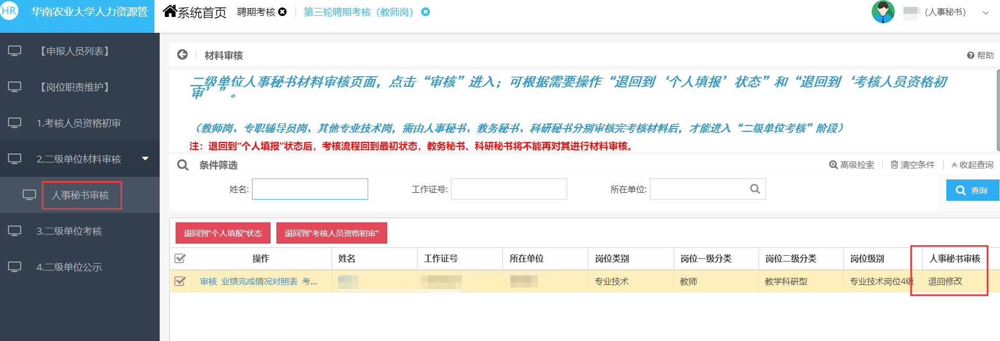 HR 华南农业大学人力资源管
系统首页 聘期考核 第三轮聘期考核（教师岗）
（人事秘书）
【申报人员列表】
【岗位职责维护】
1.考核人员资格初审
2.二级单位材料审核
人事秘书审核
3.二级单位考核
4.二级单位公示
材料审核 帮助
二级单位人事秘书材料审核页面，点击“审核”进入；可根据需要操作“退回到‘个人填报’状态”和“退回到‘考核人员资格初
审’”。
（教师岗、专职辅导员岗、其他专业技术岗，需由人事秘书、教务秘书、科研秘书分别审核完考核材料后，才能进入“二级单位考核”阶段）
注：退回到“个人填报”状态后，考核流程回到最初状态，教务秘书、科研秘书将不能再对其进行材料审核。
条件筛选 高级检索 清空条件 收起查询
姓名: 工作证号: 所在单位: 查询
退回到"个人填报"状态 退回到"考核人员资格初审"
操作 姓名 工作证号 所在单位 岗位类别 岗位一级分类 岗位二级分类 岗位级别 人事秘书审核
审核 业绩完成情况对照表 考... 专业技术 教师 教学科研型 专业技术岗位4级 退回修改